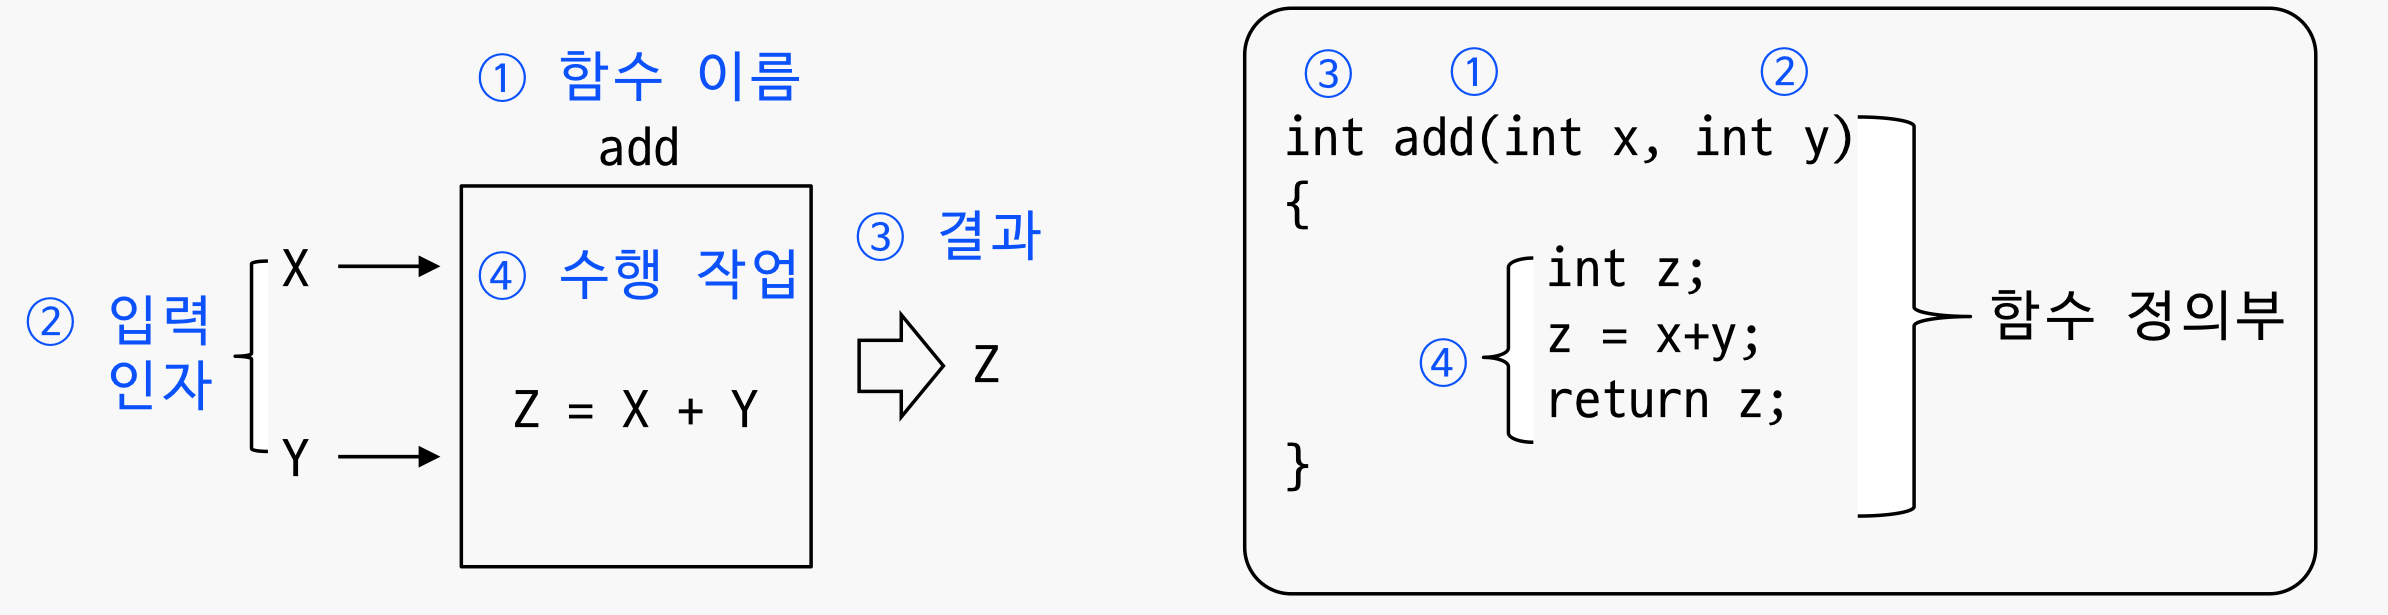 ① 함수 이름
add
② 입력
인자
X
Y
④ 수행 작업
Z = X + Y
③ 결과
Z
③ ① ②
int add(int x, int y)
{
④
int z;
z = x+y;
return z;
}
함수 정의부